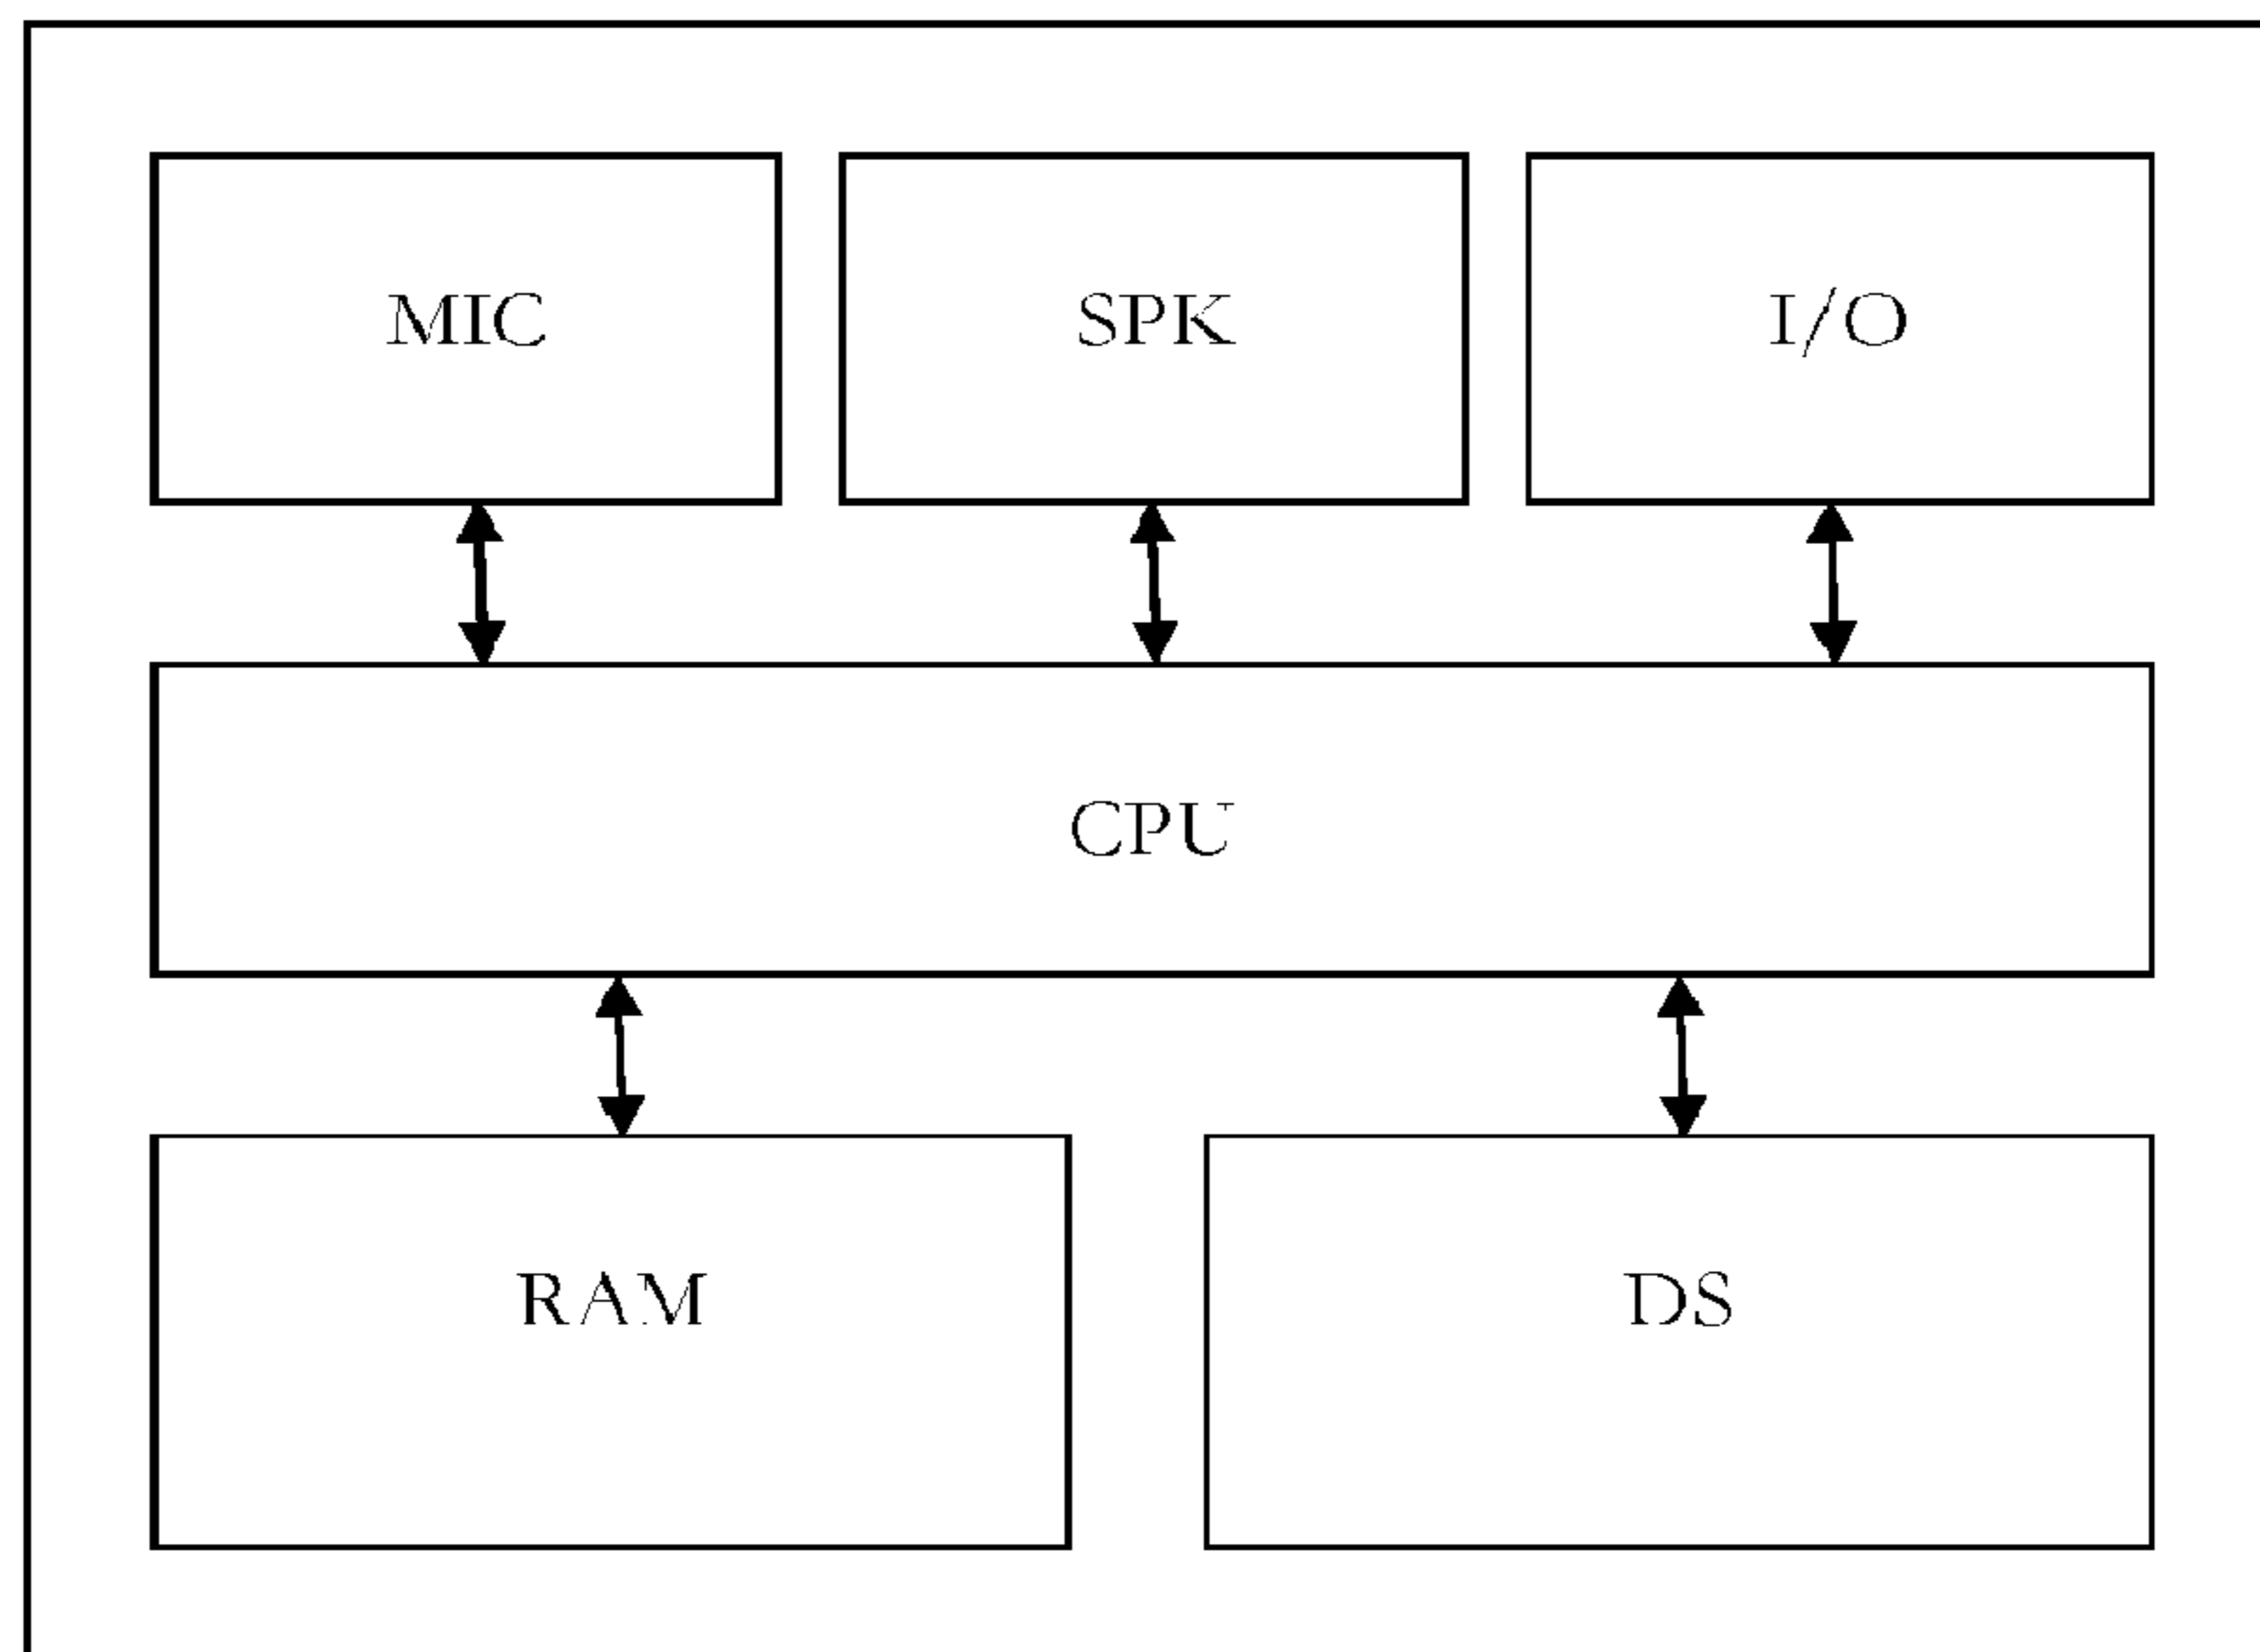 MIC
SPK
I/O
CPU
RAM
DS